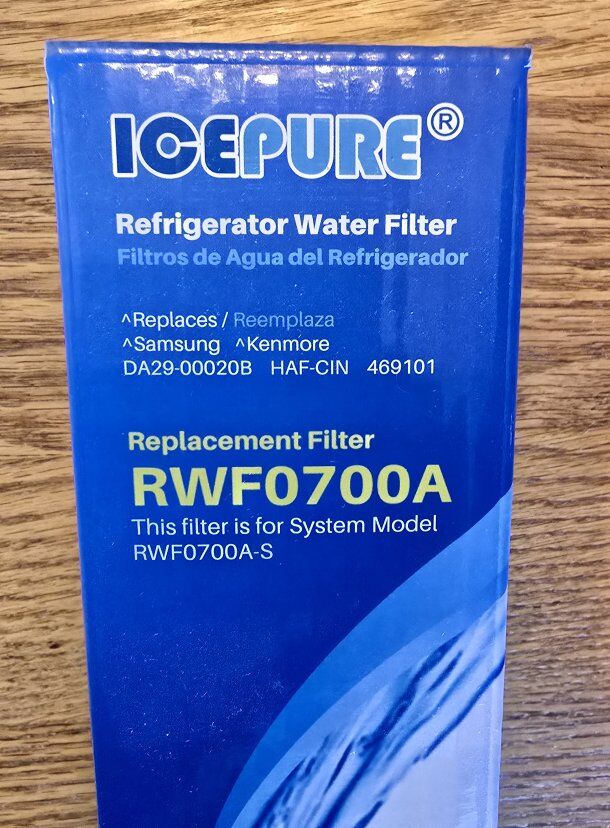 ICEPURE®
Refrigerator Water Filter
Filtros de Agua del Refrigerador
^Replaces / Reemplaza
^Samsung ^Kenmore
DA29-00020B HAF-CIN 469101
Replacement Filter
RWF0700A
This filter is for System Model
RWF0700A-S